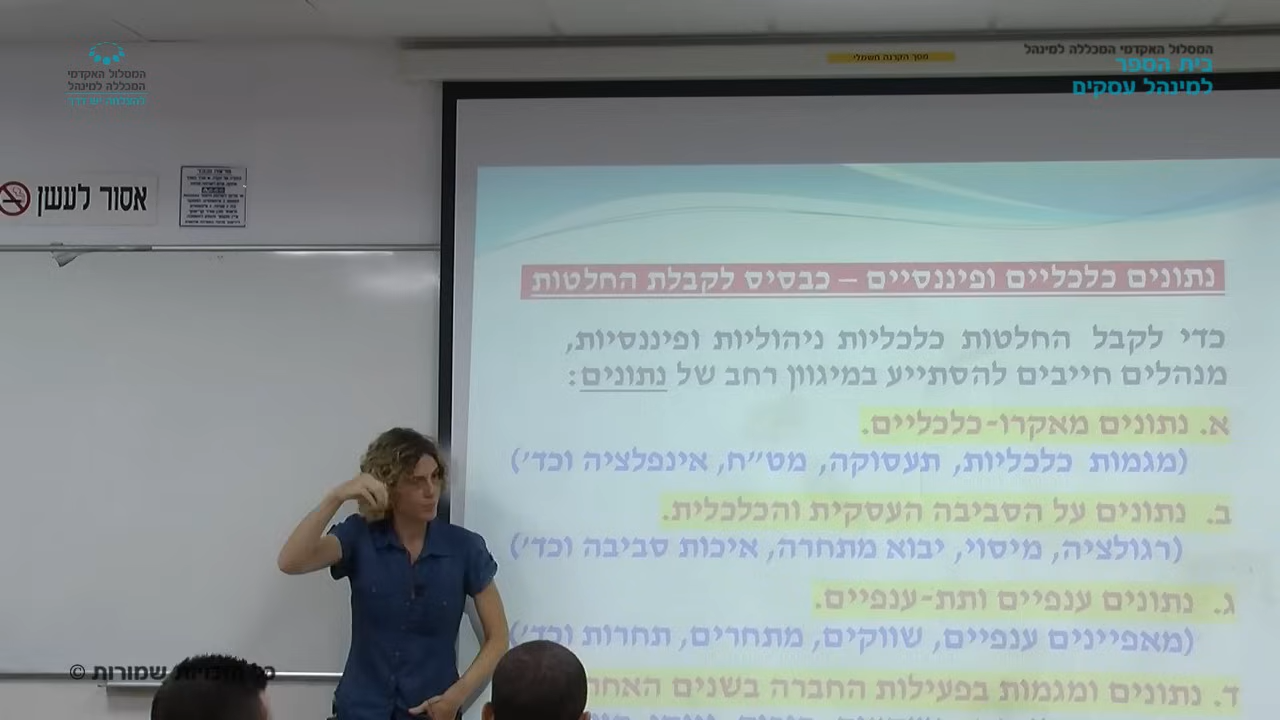 המסלול האקדמי המכללה למינהל
בית הספר
למינהל עסקים
המסלול האקדמי
המכללה למינהל
מסך הקרנה חשמלי
אסור לעשן
נתונים כלכליים ופיננסיים – כבסיס לקבלת החלטות
כדי לקבל החלטות כלכליות ניהוליות ופיננסיות,
מנהלים חייבים להסתייע במיגוון רחב של נתונים:
א. נתונים מאקרו-כלכליים.
(מגמות כלכליות, תעסוקה, מט״ח, אינפלציה וכד׳)
ב. נתונים על הסביבה העסקית והכלכלית.
(רגולציה, מיסוי, יבוא מתחרה, איכות סביבה וכד׳)
ג. נתונים ענפיים ותת-ענפיים.
(מאפיינים ענפיים, שווקים, מתחרים, תחרות וכד׳)
ד. נתונים ומגמות בפעילות החברה בשנים
כל הזכויות שמורות ©